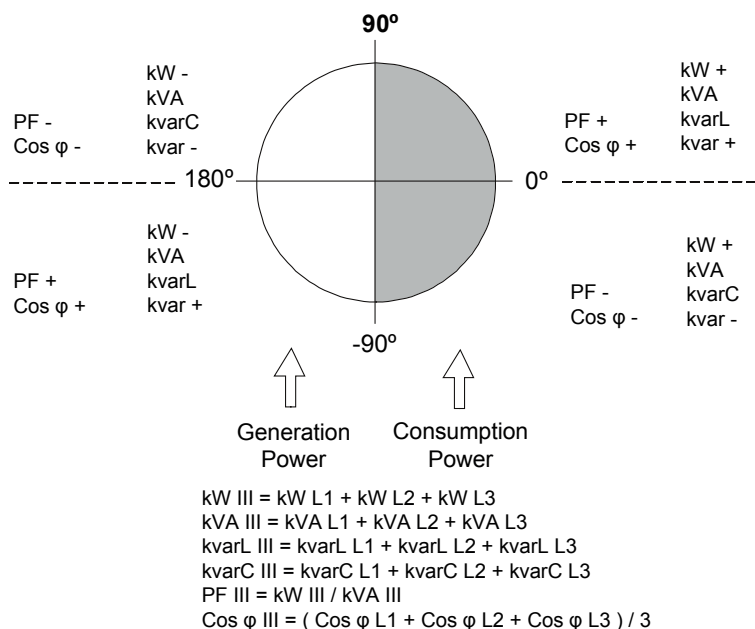 90º
kW -
kVA
kvarC
kvar -
PF -
Cos φ -
kW +
kVA
kvarL
kvar +
PF +
Cos φ +
180º
0º
kW -
kVA
kvarL
kvar +
PF +
Cos φ +
kW +
kVA
kvarC
kvar -
PF -
Cos φ -
-90º
Generation
Power
Consumption
Power
kW III = kW L1 + kW L2 + kW L3
kVA III = kVA L1 + kVA L2 + kVA L3
kvarL III = kvarL L1 + kvarL L2 + kvarL L3
kvarC III = kvarC L1 + kvarC L2 + kvarC L3
PF III = kW III / kVA III
Cos φ III = ( Cos φ L1 + Cos φ L2 + Cos φ L3 ) / 3